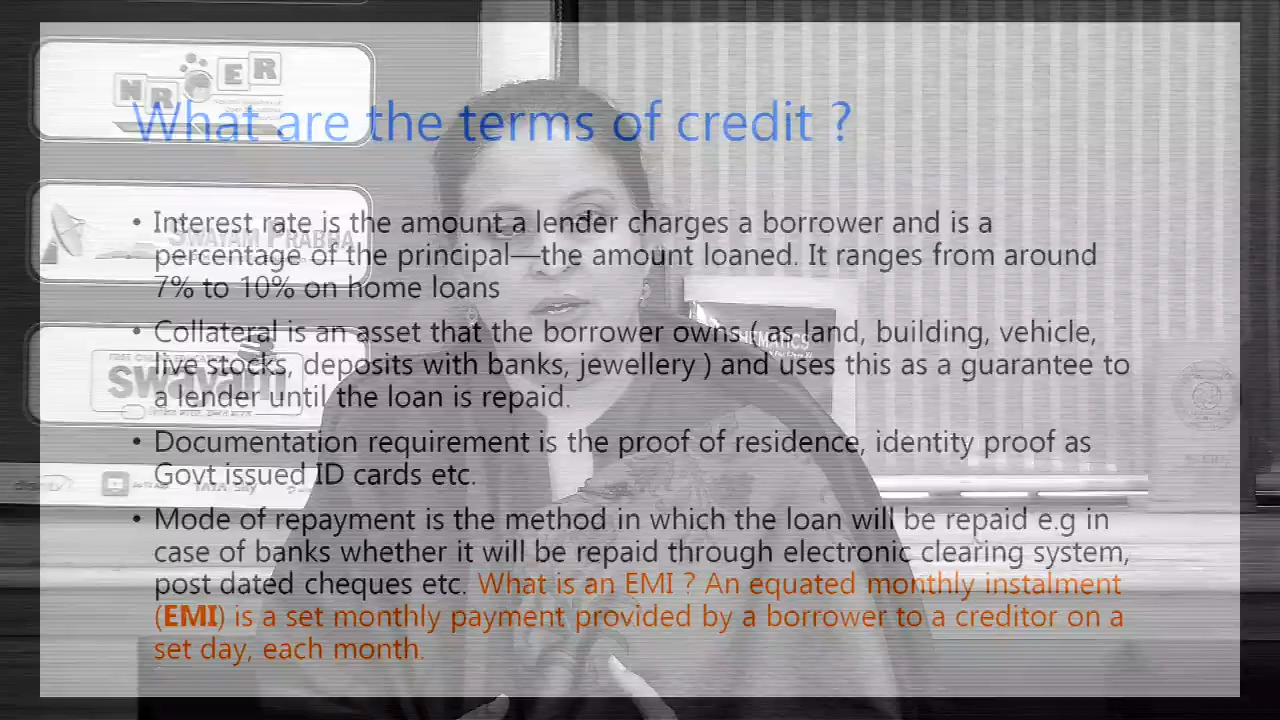 NR ER
What are the terms of credit ?
• Interest rate is the amount a lender charges a borrower and is a
percentage of the principal—the amount loaned. It ranges from around
7% to 10% on home loans
SWAYAM PRABHA
• Collateral is an asset that the borrower owns ( as land, building, vehicle,
live stocks, deposits with banks, jewellery ) and uses this as a guarantee to
a lender until the loan is repaid.
HEMATICS
swayam
• Documentation requirement is the proof of residence, identity proof as
Govt issued ID cards etc.
• Mode of repayment is the method in which the loan will be repaid e.g in
case of banks whether it will be repaid through electronic clearing system,
post dated cheques etc. What is an EMI ? An equated monthly instalment
(EMI) is a set monthly payment provided by a borrower to a creditor on a
set day, each month.